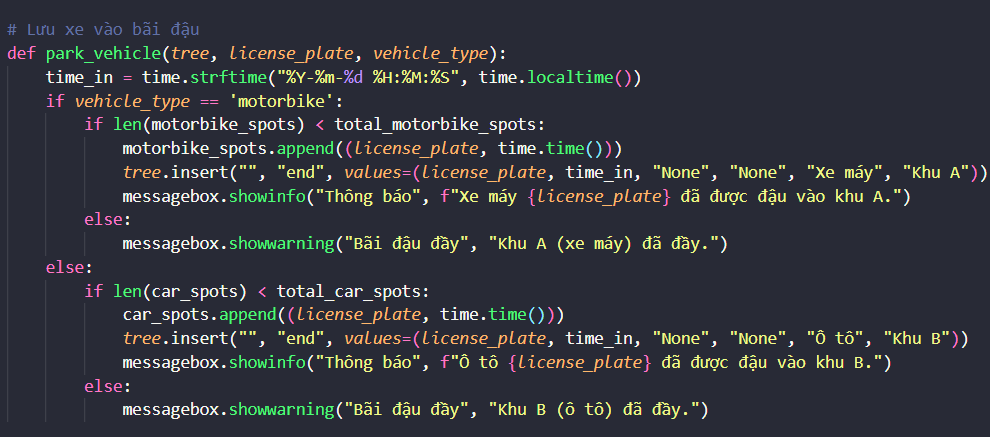 # Lưu xe vào bãi đậu
def park_vehicle(tree, license_plate, vehicle_type):
    time_in = time.strftime("%Y-%m-%d %H:%M:%S", time.localtime())
    if vehicle_type == 'motorbike':
        if len(motorbike_spots) < total_motorbike_spots:
            motorbike_spots.append((license_plate, time.time()))
            tree.insert("", "end", values=(license_plate, time_in, "None", "None", "Xe máy", "Khu A"))
            messagebox.showinfo("Thông báo", f"Xe máy {license_plate} đã được đậu vào khu A.")
        else:
            messagebox.showwarning("Bãi đậu đầy", "Khu A (xe máy) đã đầy.")
    else:
        if len(car_spots) < total_car_spots:
            car_spots.append((license_plate, time.time()))
            tree.insert("", "end", values=(license_plate, time_in, "None", "None", "Ô tô", "Khu B"))
            messagebox.showinfo("Thông báo", f"Ô tô {license_plate} đã được đậu vào khu B.")
        else:
            messagebox.showwarning("Bãi đậu đầy", "Khu B (ô tô) đã đầy.")